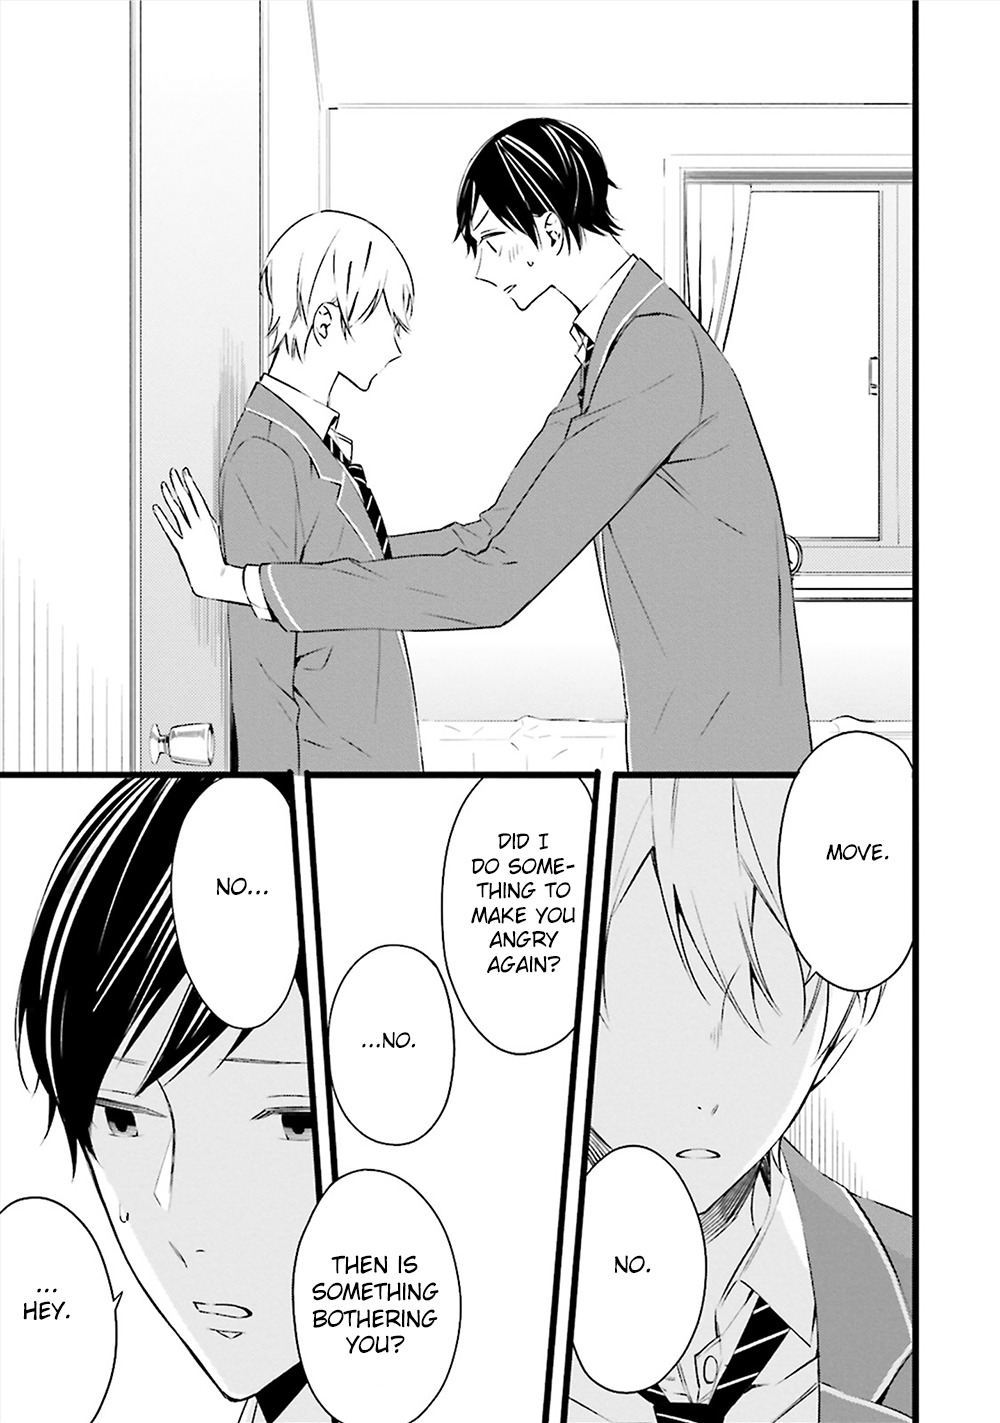 MOVE.
NO.
DID I
DO SOME-
THING TO
MAKE YOU
ANGRY
AGAIN?
...NO.
THEN IS
SOMETHING
BOTHERING
YOU?
NO...
...
HEY.